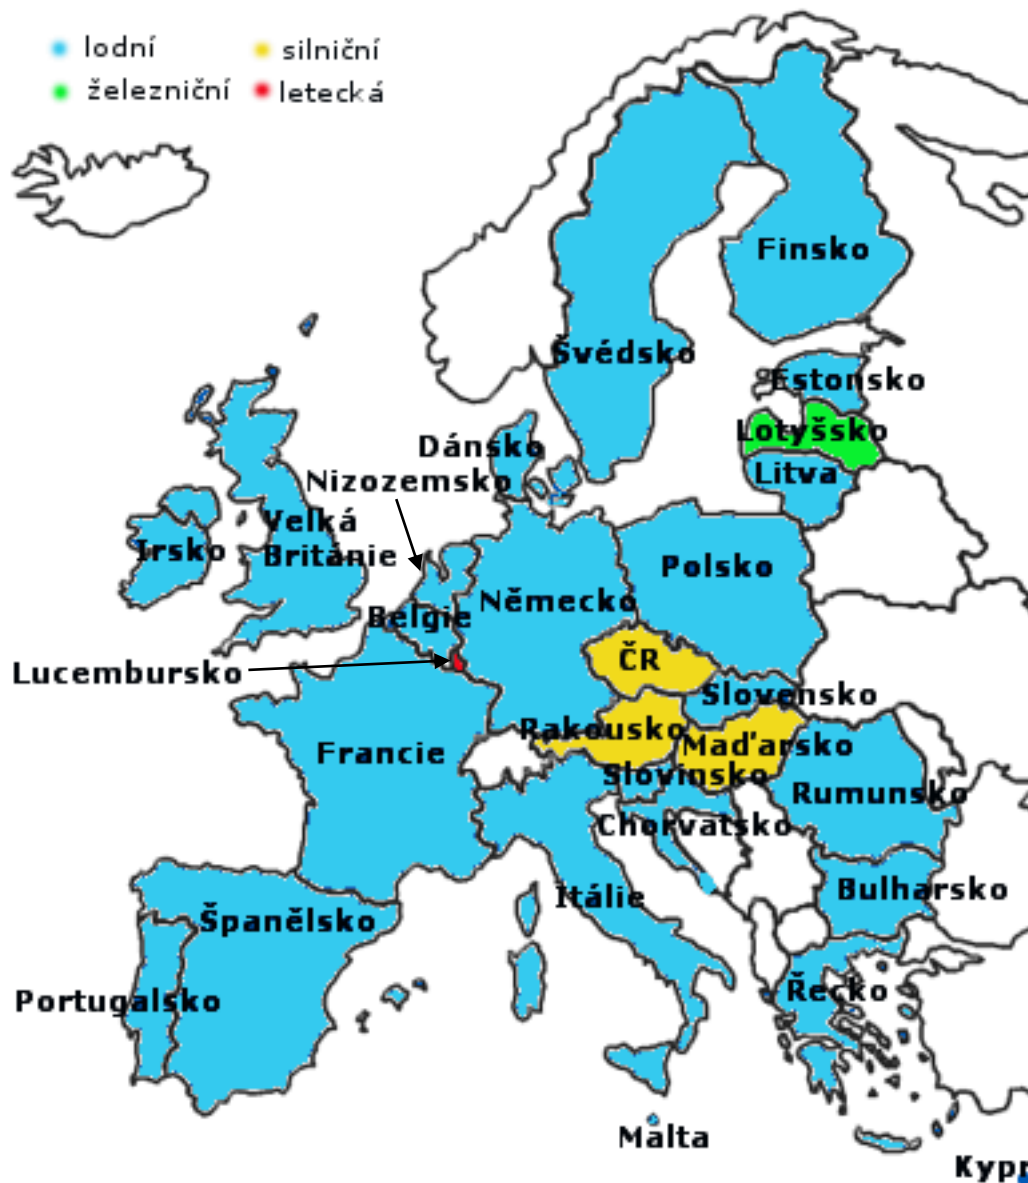 lodní
silniční
železniční
letecká
Finsko
Švédsko
Estonsko
Lotyšsko
Dánsko
Litva
Nizozemsko
Velká
Británie
Irsko
Polsko
Německo
Belgie
ČR
Lucembursko
Slovensko
Rakousko
Maďarsko
Francie
Slovinsko
Rumunsko
Chorvatsko
Bulharsko
Itálie
Španělsko
Řecko
Portugalsko
Malta
Kypr